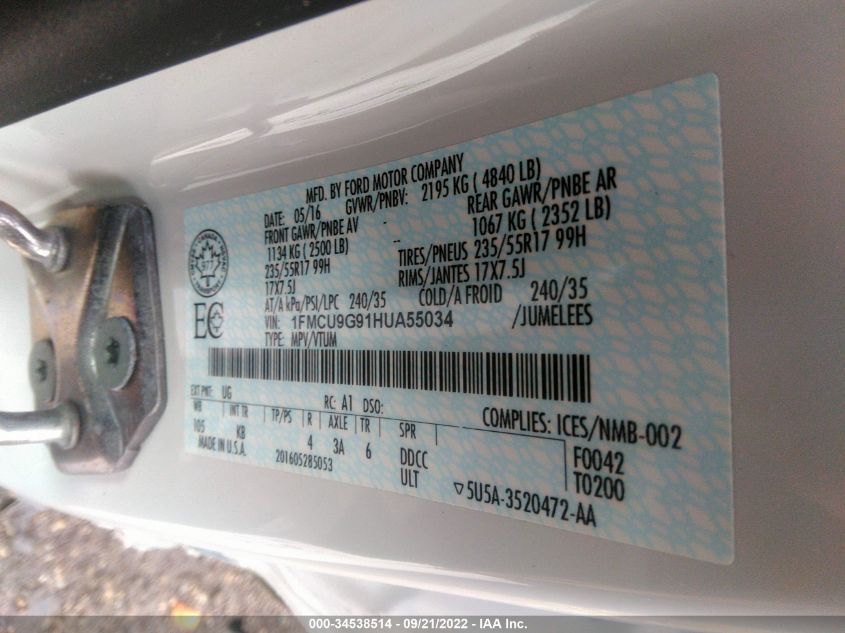 MFD. BY FORD MOTOR COMPANY
DATE: 05/16 GVWR/PNBV: 2195 KG ( 4840 LB)
FRONT GAWR/PNBE AV - REAR GAWR/PNBE AR
1134 KG ( 2500 LB) -- 1067 KG ( 2352 LB)
235/55R17 99H TIRES/PNEUS 235/55R17 99H
17X7.5J RIMS/JANTES 17X7.5J
AT/A kPa/PSI/LPC 240/35 COLD/A FROID 240/35
VIN: 1FMCU9G91HUA55034 /JUMELEES
TYPE: MPV/VTUM
EC
EXT PNT: UG RC: A1 DSO: COMPLIES: ICES/NMB-002
WB INT TR TP/PS R AXLE TR SPR F0042
105 KB 4 3A 6 DDCC T0200
MADE IN U.S.A. 201605285053 ULT ▽5U5A-3520472-AA
000-34538514 - 09/21/2022 - IAA Inc.